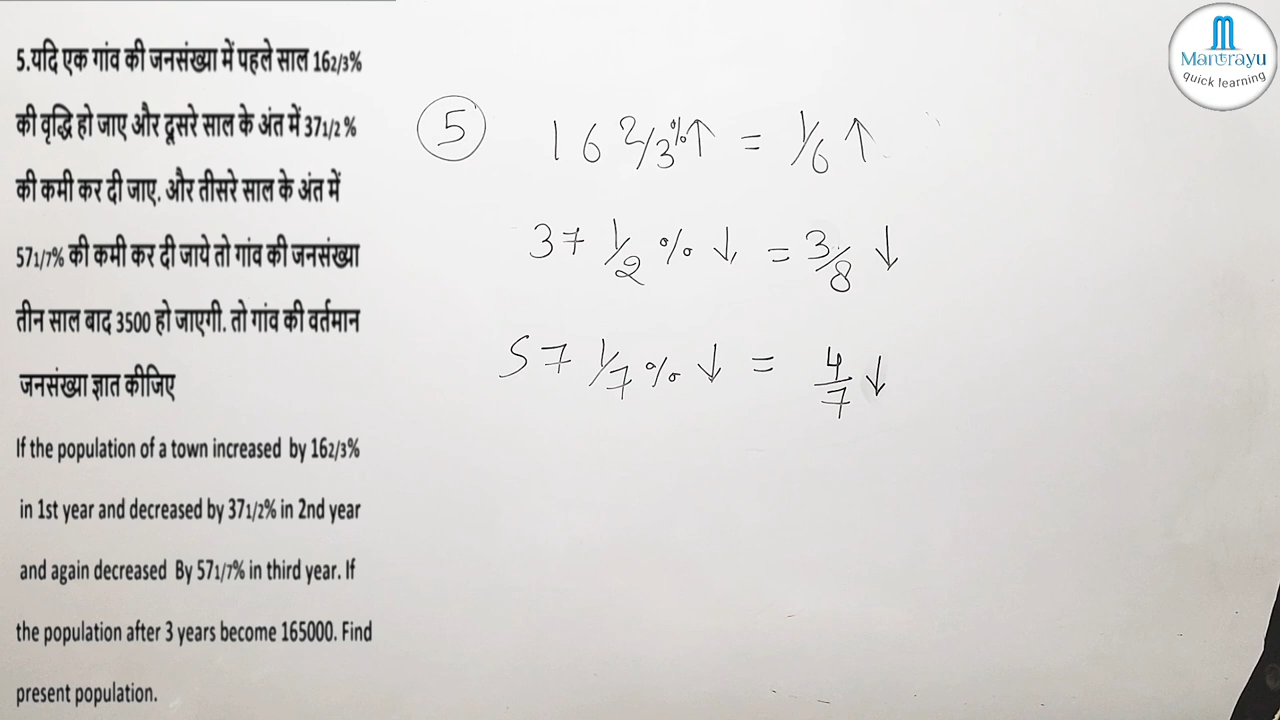 5.यदि एक गांव की जनसंख्या में पहले साल 162/3%
की वृद्धि हो जाए और दूसरे साल के अंत में 371/2 %
की कमी कर दी जाए. और तीसरे साल के अंत में
571/7% की कमी कर दी जाये तो गांव की जनसंख्या
तीन साल बाद 3500 हो जाएगी. तो गांव की वर्तमान
जनसंख्या ज्ञात कीजिए
If the population of a town increased by 162/3%
in 1st year and decreased by 371/2% in 2nd year
and again decreased By 571/7% in third year. If
the population after 3 years become 165000. Find
present population.
5
16 2/3% ↑ = 1/6 ↑
37 1/2 % ↓ = 3/8 ↓
57 1/7 % ↓ = 4/7 ↓
Mantrayu
quick learning